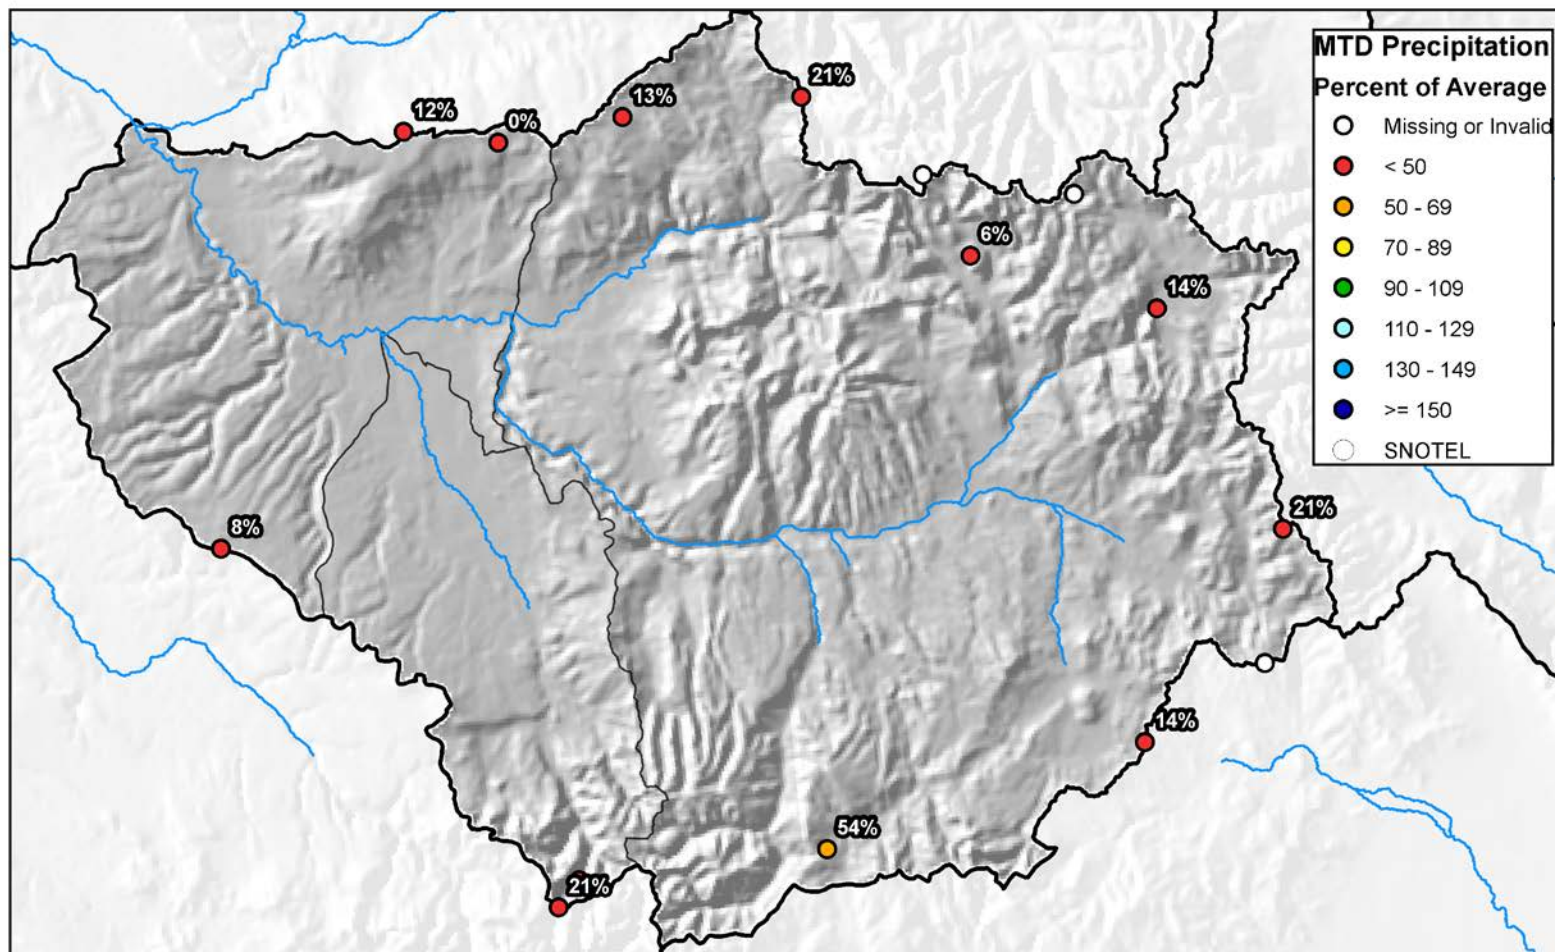 MTD Precipitation
Percent of Average
Missing or Invalid
< 50
50 - 69
70 - 89
90 - 109
110 - 129
130 - 149
>= 150
SNOTEL
21%
13%
12%
0%
6%
14%
21%
8%
14%
54%
21%